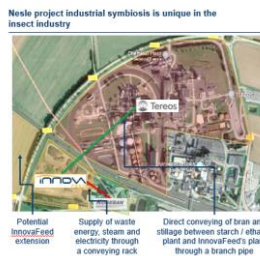 Nesle project industrial symbiosis is unique in the
insect industry
Tereos
INNOVA
Potential
InnovaFeed
extension
Supply of waste
energy, steam and
electricity through
a conveying rack
Direct conveying of bran an
stillage between starch / etha
plant and InnovaFeed's plan
through a branch pipe